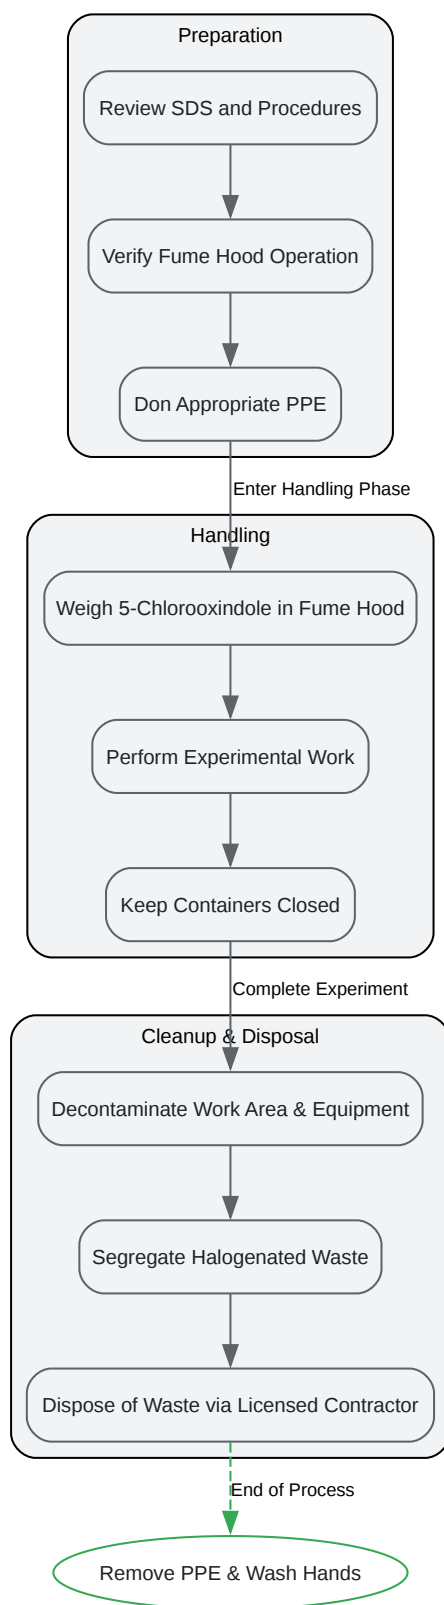 Preparation
Review SDS and Procedures
Verify Fume Hood Operation
Don Appropriate PPE
Enter Handling Phase
Handling
Weigh 5-Chlorooxindole in Fume Hood
Perform Experimental Work
Keep Containers Closed
Complete Experiment
Cleanup & Disposal
Decontaminate Work Area & Equipment
Segregate Halogenated Waste
Dispose of Waste via Licensed Contractor
End of Process
Remove PPE & Wash Hands